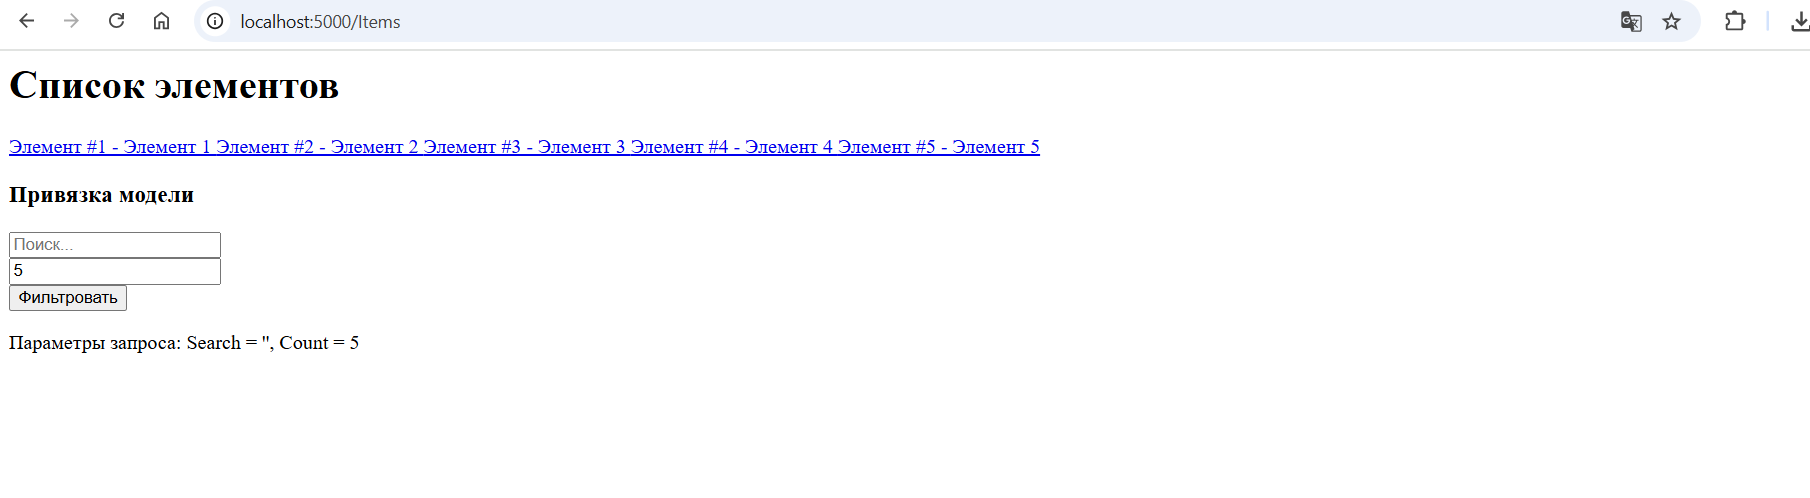 localhost:5000/Items
Список элементов
Элемент #1 - Элемент 1 Элемент #2 - Элемент 2 Элемент #3 - Элемент 3 Элемент #4 - Элемент 4 Элемент #5 - Элемент 5
Привязка модели
Поиск...
5
Фильтровать
Параметры запроса: Search = '', Count = 5